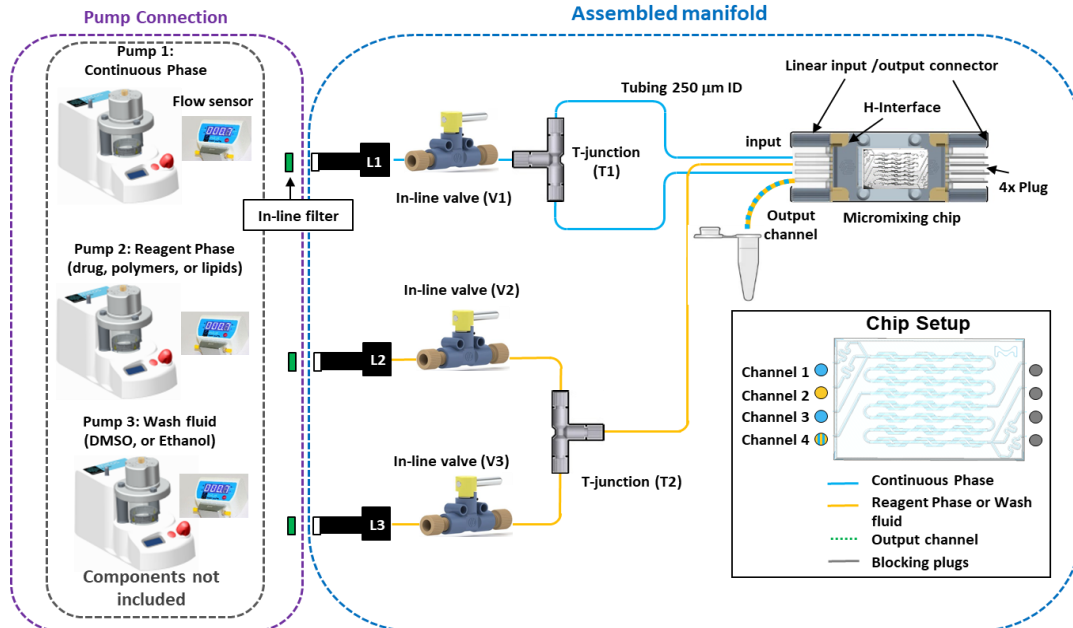 Pump Connection
Assembled manifold
Pump 1:
Continuous Phase
Flow sensor
In-line filter
Pump 2: Reagent Phase
(drug, polymers, or lipids)
Pump 3: Wash fluid
(DMSO, or Ethanol)
Components not
included
L1
In-line valve (V1)
Tubing 250 µm ID
T-junction
(T1)
Linear input /output connector
H-Interface
input
4x Plug
Micromixing chip
Output
channel
L2
In-line valve (V2)
L3
In-line valve (V3)
T-junction (T2)
Chip Setup
Channel 1
Channel 2
Channel 3
Channel 4
Continuous Phase
Reagent Phase or Wash
fluid
Output channel
Blocking plugs